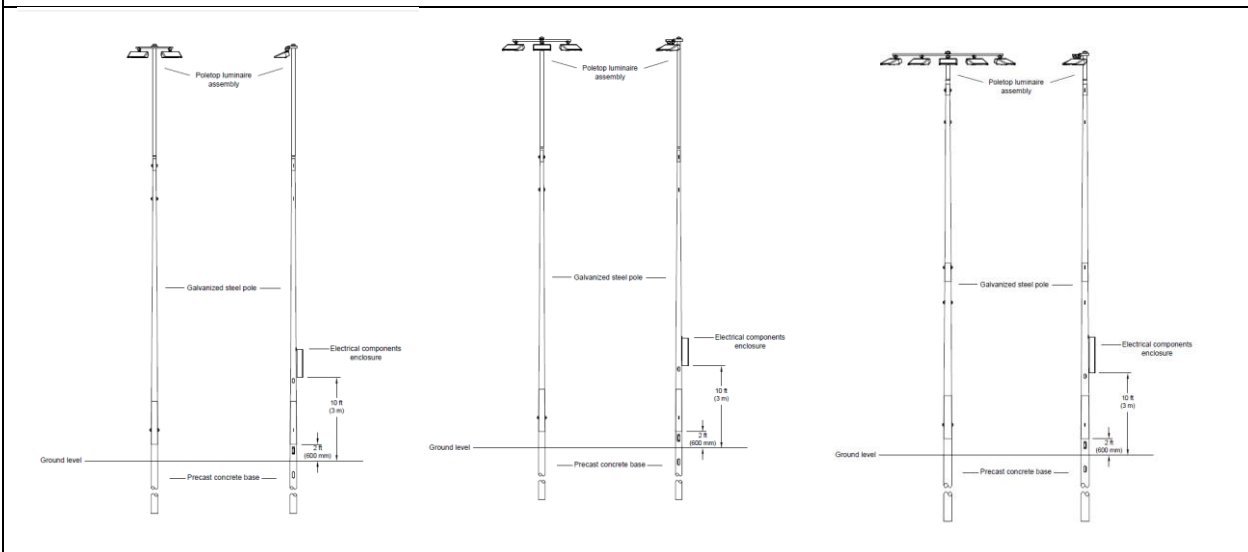 Poletop luminaire
assembly
Galvanized steel pole
Electrical components
enclosure
10 ft
(3 m)
2 ft
(600 mm)
Ground level
Precast concrete base
Poletop luminaire
assembly
Galvanized steel pole
Electrical components
enclosure
10 ft
(3 m)
2 ft
(600 mm)
Ground level
Precast concrete base
Poletop luminaire
assembly
Galvanized steel pole
Electrical components
enclosure
10 ft
(3 m)
2 ft
(600 mm)
Ground level
Precast concrete base